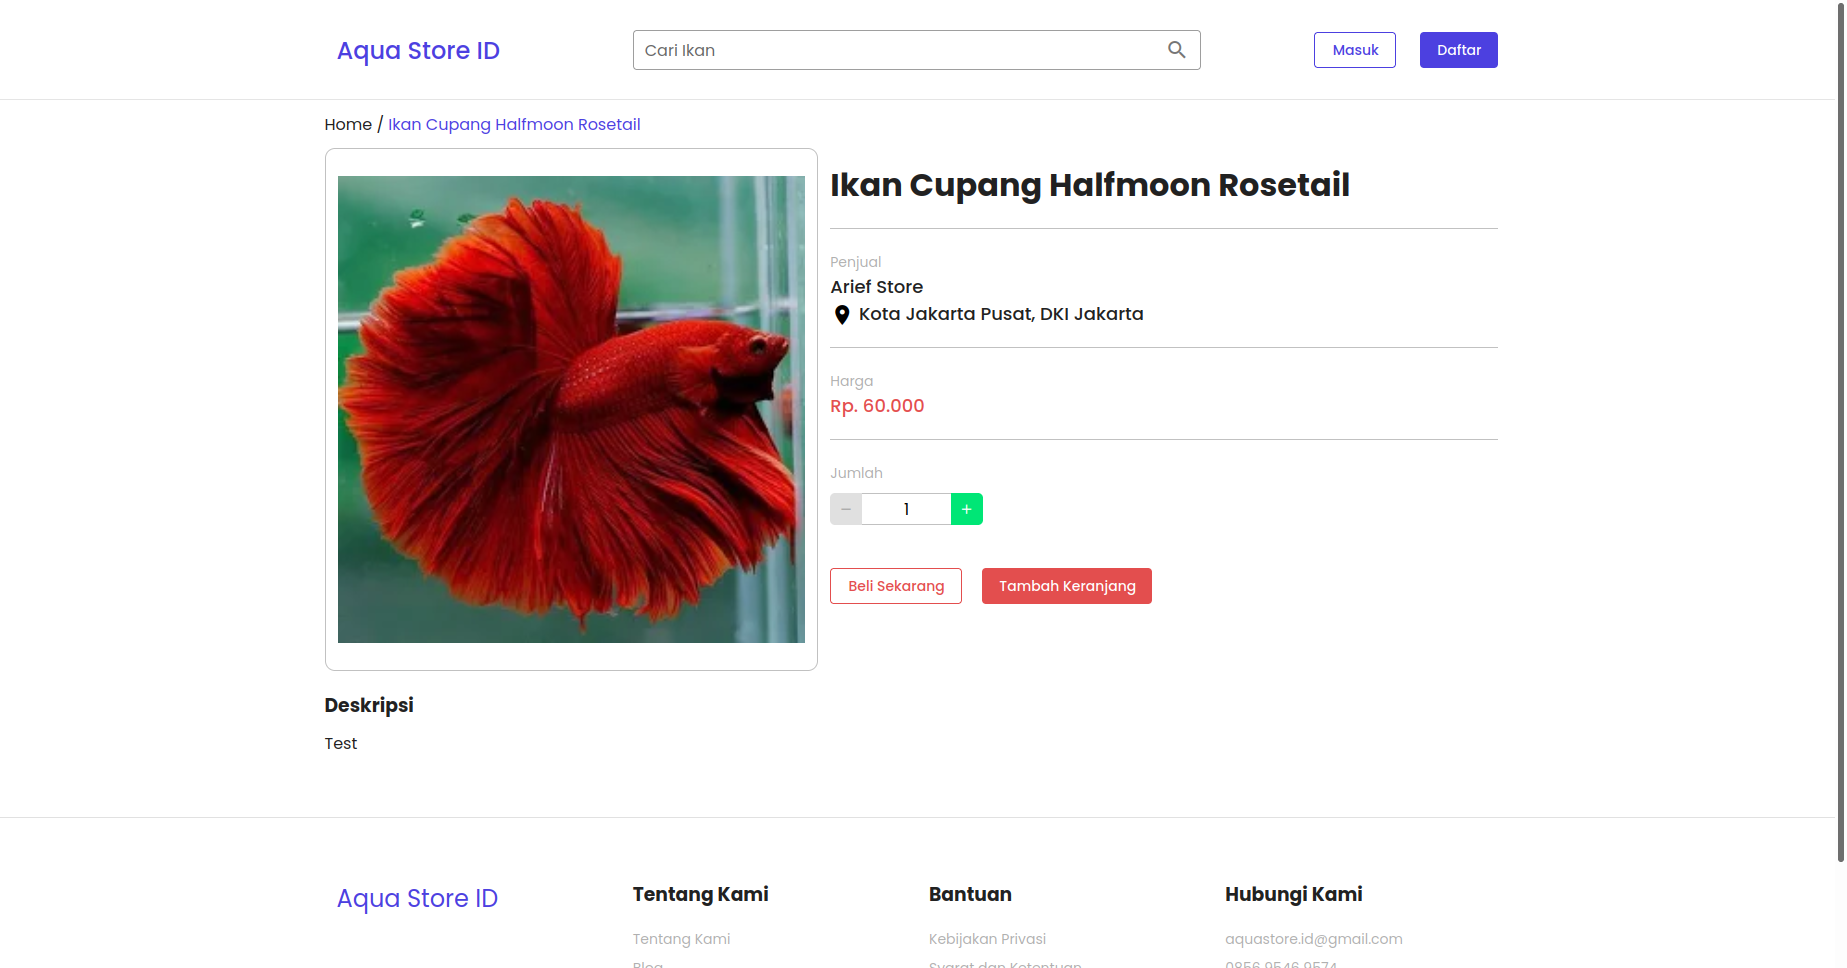 Aqua Store ID
Cari Ikan
Masuk
Daftar
Home / Ikan Cupang Halfmoon Rosetail
Ikan Cupang Halfmoon Rosetail
Penjual
Arief Store
Kota Jakarta Pusat, DKI Jakarta
Harga
Rp. 60.000
Jumlah
− 1 +
Beli Sekarang
Tambah Keranjang
Deskripsi
Test
Aqua Store ID
Tentang Kami
Tentang Kami
Blog
Bantuan
Kebijakan Privasi
Syarat dan Ketentuan
Hubungi Kami
aquastore.id@gmail.com
0856 9546 9574